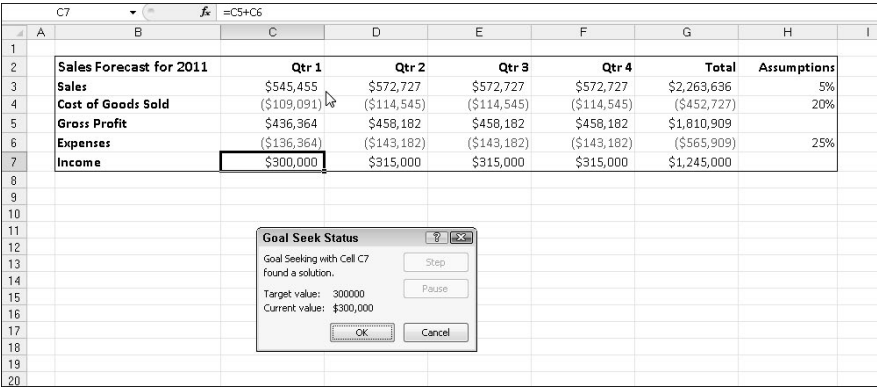 C7 fx =C5+C6
A B C D E F G H I
1
2 Sales Forecast for 2011 Qtr 1 Qtr 2 Qtr 3 Qtr 4 Total Assumptions
3 Sales $545,455 $572,727 $572,727 $572,727 $2,263,636 5%
4 Cost of Goods Sold ($109,091) ($114,545) ($114,545) ($114,545) ($452,727) 20%
5 Gross Profit $436,364 $458,182 $458,182 $458,182 $1,810,909
6 Expenses ($136,364) ($143,182) ($143,182) ($143,182) ($565,909) 25%
7 Income $300,000 $315,000 $315,000 $315,000 $1,245,000
8
9
10
11
12
13
14
15
16
17
18
19
20
Goal Seek Status ?
Goal Seeking with Cell C7
found a solution.
Step
Target value: 300000
Pause
Current value: $300,000
OK Cancel